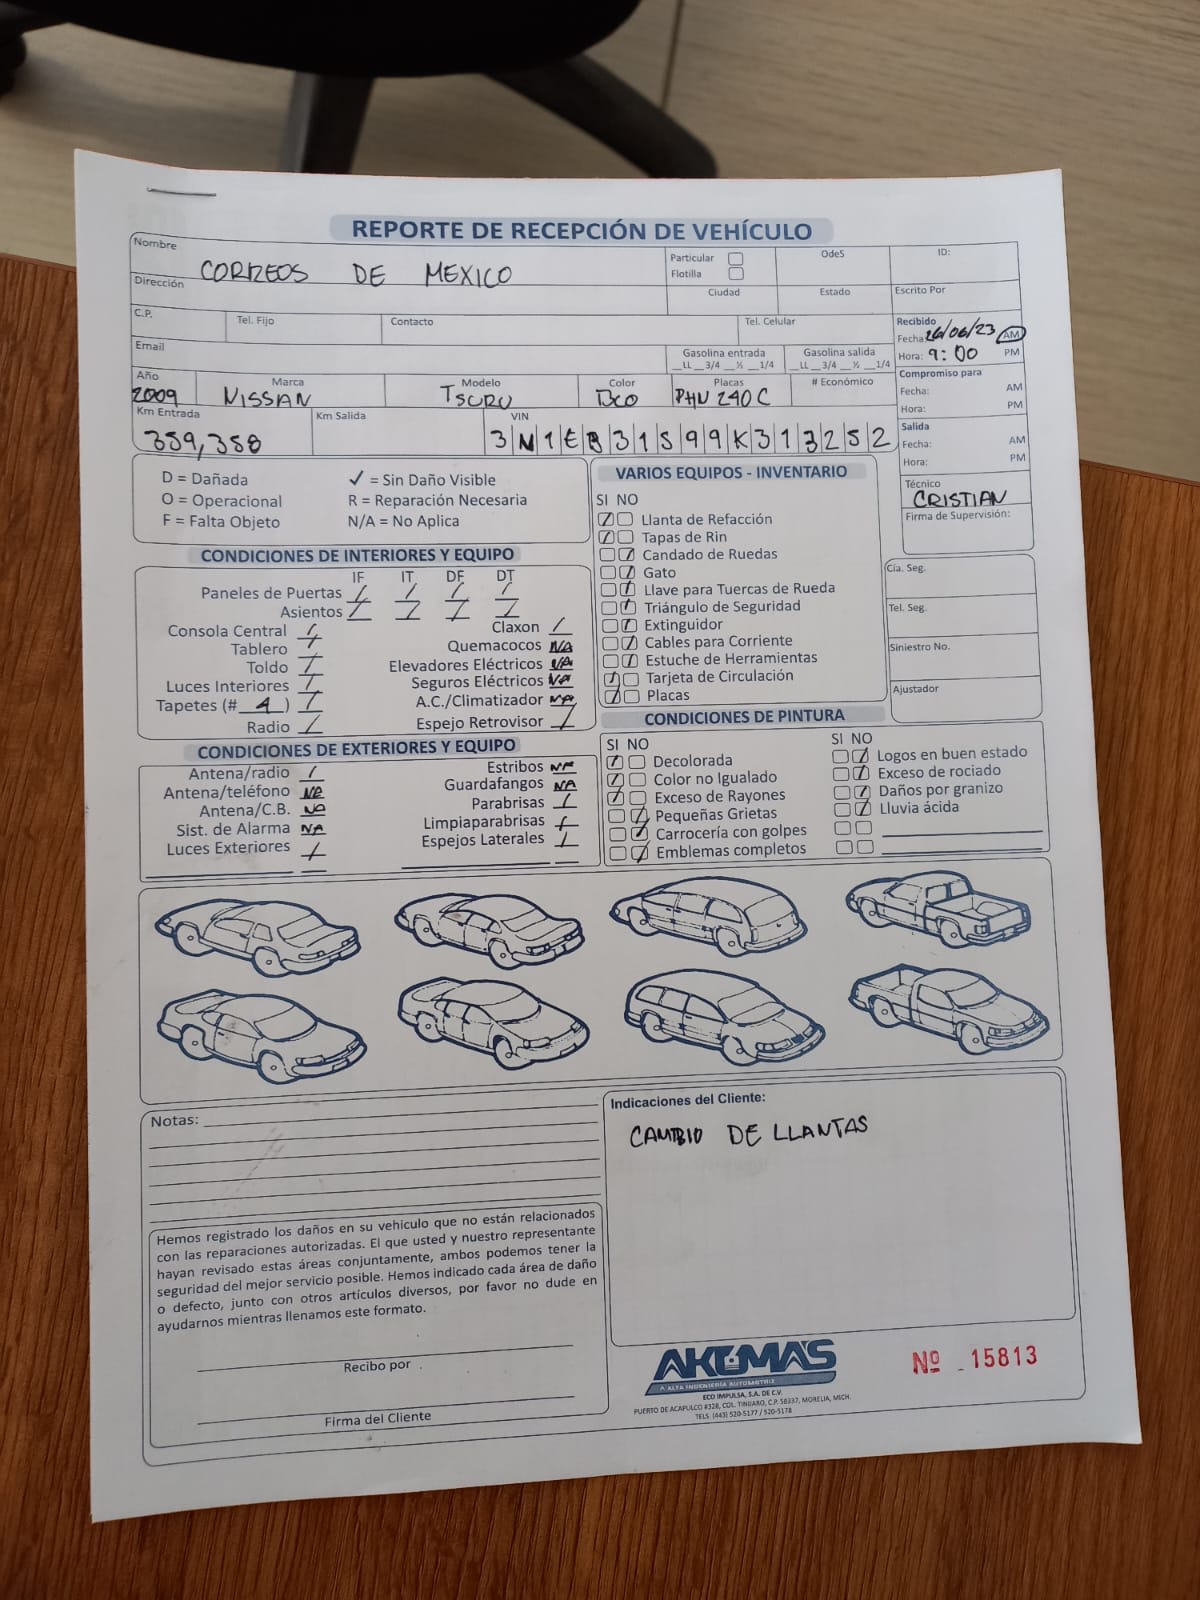 REPORTE DE RECEPCIÓN DE VEHÍCULO
Nombre CORREOS DE MEXICO
Particular
Flotilla
OdeS
ID:
Dirección
Ciudad
Estado
Escrito Por
C.P.
Tel. Fijo
Contacto
Tel. Celular
Recibido
Fecha: 26/06/23 AM
Hora: 9:00 PM
Email
Gasolina entrada
__LL __3/4 __½ __1/4
Gasolina salida
__LL __3/4 __½ __1/4
Compromiso para
Fecha: AM
Hora: PM
Año 2009
Marca NISSAN
Modelo TSURU
Color BCO
Placas PHN 240 C
# Económico
Km Entrada 359,358
Km Salida
VIN 3N1EB31S99K313252
Salida
Fecha: AM
Hora: PM
Técnico
CRISTIAN
Firma de Supervisión:
D = Dañada
O = Operacional
F = Falta Objeto
✓ = Sin Daño Visible
R = Reparación Necesaria
N/A = No Aplica
CONDICIONES DE INTERIORES Y EQUIPO
IF IT DF DT
Paneles de Puertas / / / /
Asientos / / / /
Consola Central /
Tablero /
Toldo /
Luces Interiores /
Tapetes (# 4 ) /
Radio /
Claxon /
Quemacocos NA
Elevadores Eléctricos NA
Seguros Eléctricos NA
A.C./Climatizador NA
Espejo Retrovisor /
CONDICIONES DE EXTERIORES Y EQUIPO
Antena/radio /
Antena/teléfono NA
Antena/C.B. NA
Sist. de Alarma NA
Luces Exteriores /
Estribos NA
Guardafangos NA
Parabrisas /
Limpiaparabrisas /
Espejos Laterales /
VARIOS EQUIPOS - INVENTARIO
SI NO
Llanta de Refacción
Tapas de Rin
Candado de Ruedas
Gato
Llave para Tuercas de Rueda
Triángulo de Seguridad
Extinguidor
Cables para Corriente
Estuche de Herramientas
Tarjeta de Circulación
Placas
Cía. Seg.
Tel. Seg.
Siniestro No.
Ajustador
CONDICIONES DE PINTURA
SI NO
Decolorada
Color no Igualado
Exceso de Rayones
Pequeñas Grietas
Carrocería con golpes
Emblemas completos
SI NO
Logos en buen estado
Exceso de rociado
Daños por granizo
Lluvia ácida
Notas:
Hemos registrado los daños en su vehiculo que no están relacionados
con las reparaciones autorizadas. El que usted y nuestro representante
hayan revisado estas áreas conjuntamente, ambos podemos tener la
seguridad del mejor servicio posible. Hemos indicado cada área de daño
o defecto, junto con otros artículos diversos, por favor no dude en
ayudarnos mientras llenamos este formato.
Recibo por
Firma del Cliente
Indicaciones del Cliente:
CAMBIO DE LLANTAS
AKUMA'S
ALTA INGENIERÍA AUTOMOTRIZ
ECO IMPULSA, S.A. DE C.V.
PUERTO DE ACAPULCO #328, COL. TINIJARO, C.P. 58337, MORELIA, MICH.
TELS. (443) 520-5177 / 520-5178
Nº 15813